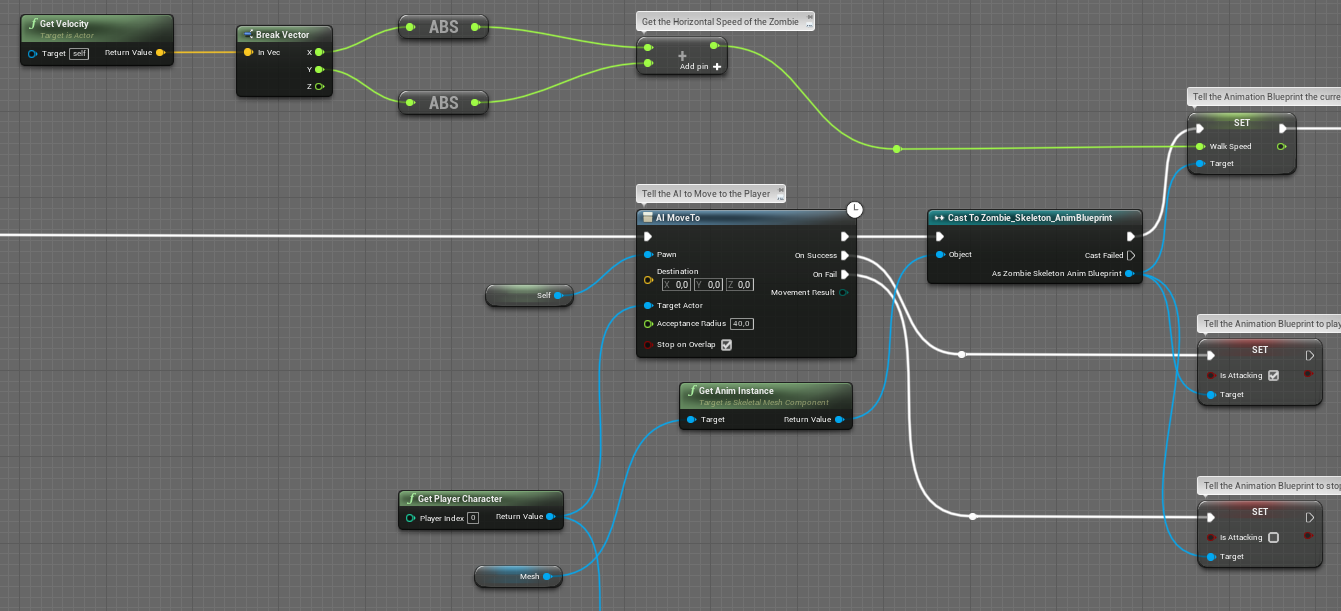 Get Velocity
Target is Actor
Target self Return Value
Break Vector
In Vec X
Y
Z
ABS
ABS
Get the Horizontal Speed of the Zombie
Add pin
Tell the Animation Blueprint the curre
SET
Walk Speed
Target
Tell the AI to Move to the Player
AI MoveTo
Pawn On Success
On Fail
Destination
X 0,0 Y 0,0 Z 0,0
Movement Result
Target Actor
Acceptance Radius 40,0
Stop on Overlap
Self
Cast To Zombie_Skeleton_AnimBlueprint
Object Cast Failed
As Zombie Skeleton Anim Blueprint
Tell the Animation Blueprint to play
SET
Is Attacking
Target
Get Anim Instance
Target is Skeletal Mesh Component
Target Return Value
Get Player Character
Player Index 0 Return Value
Mesh
Tell the Animation Blueprint to stop
SET
Is Attacking
Target